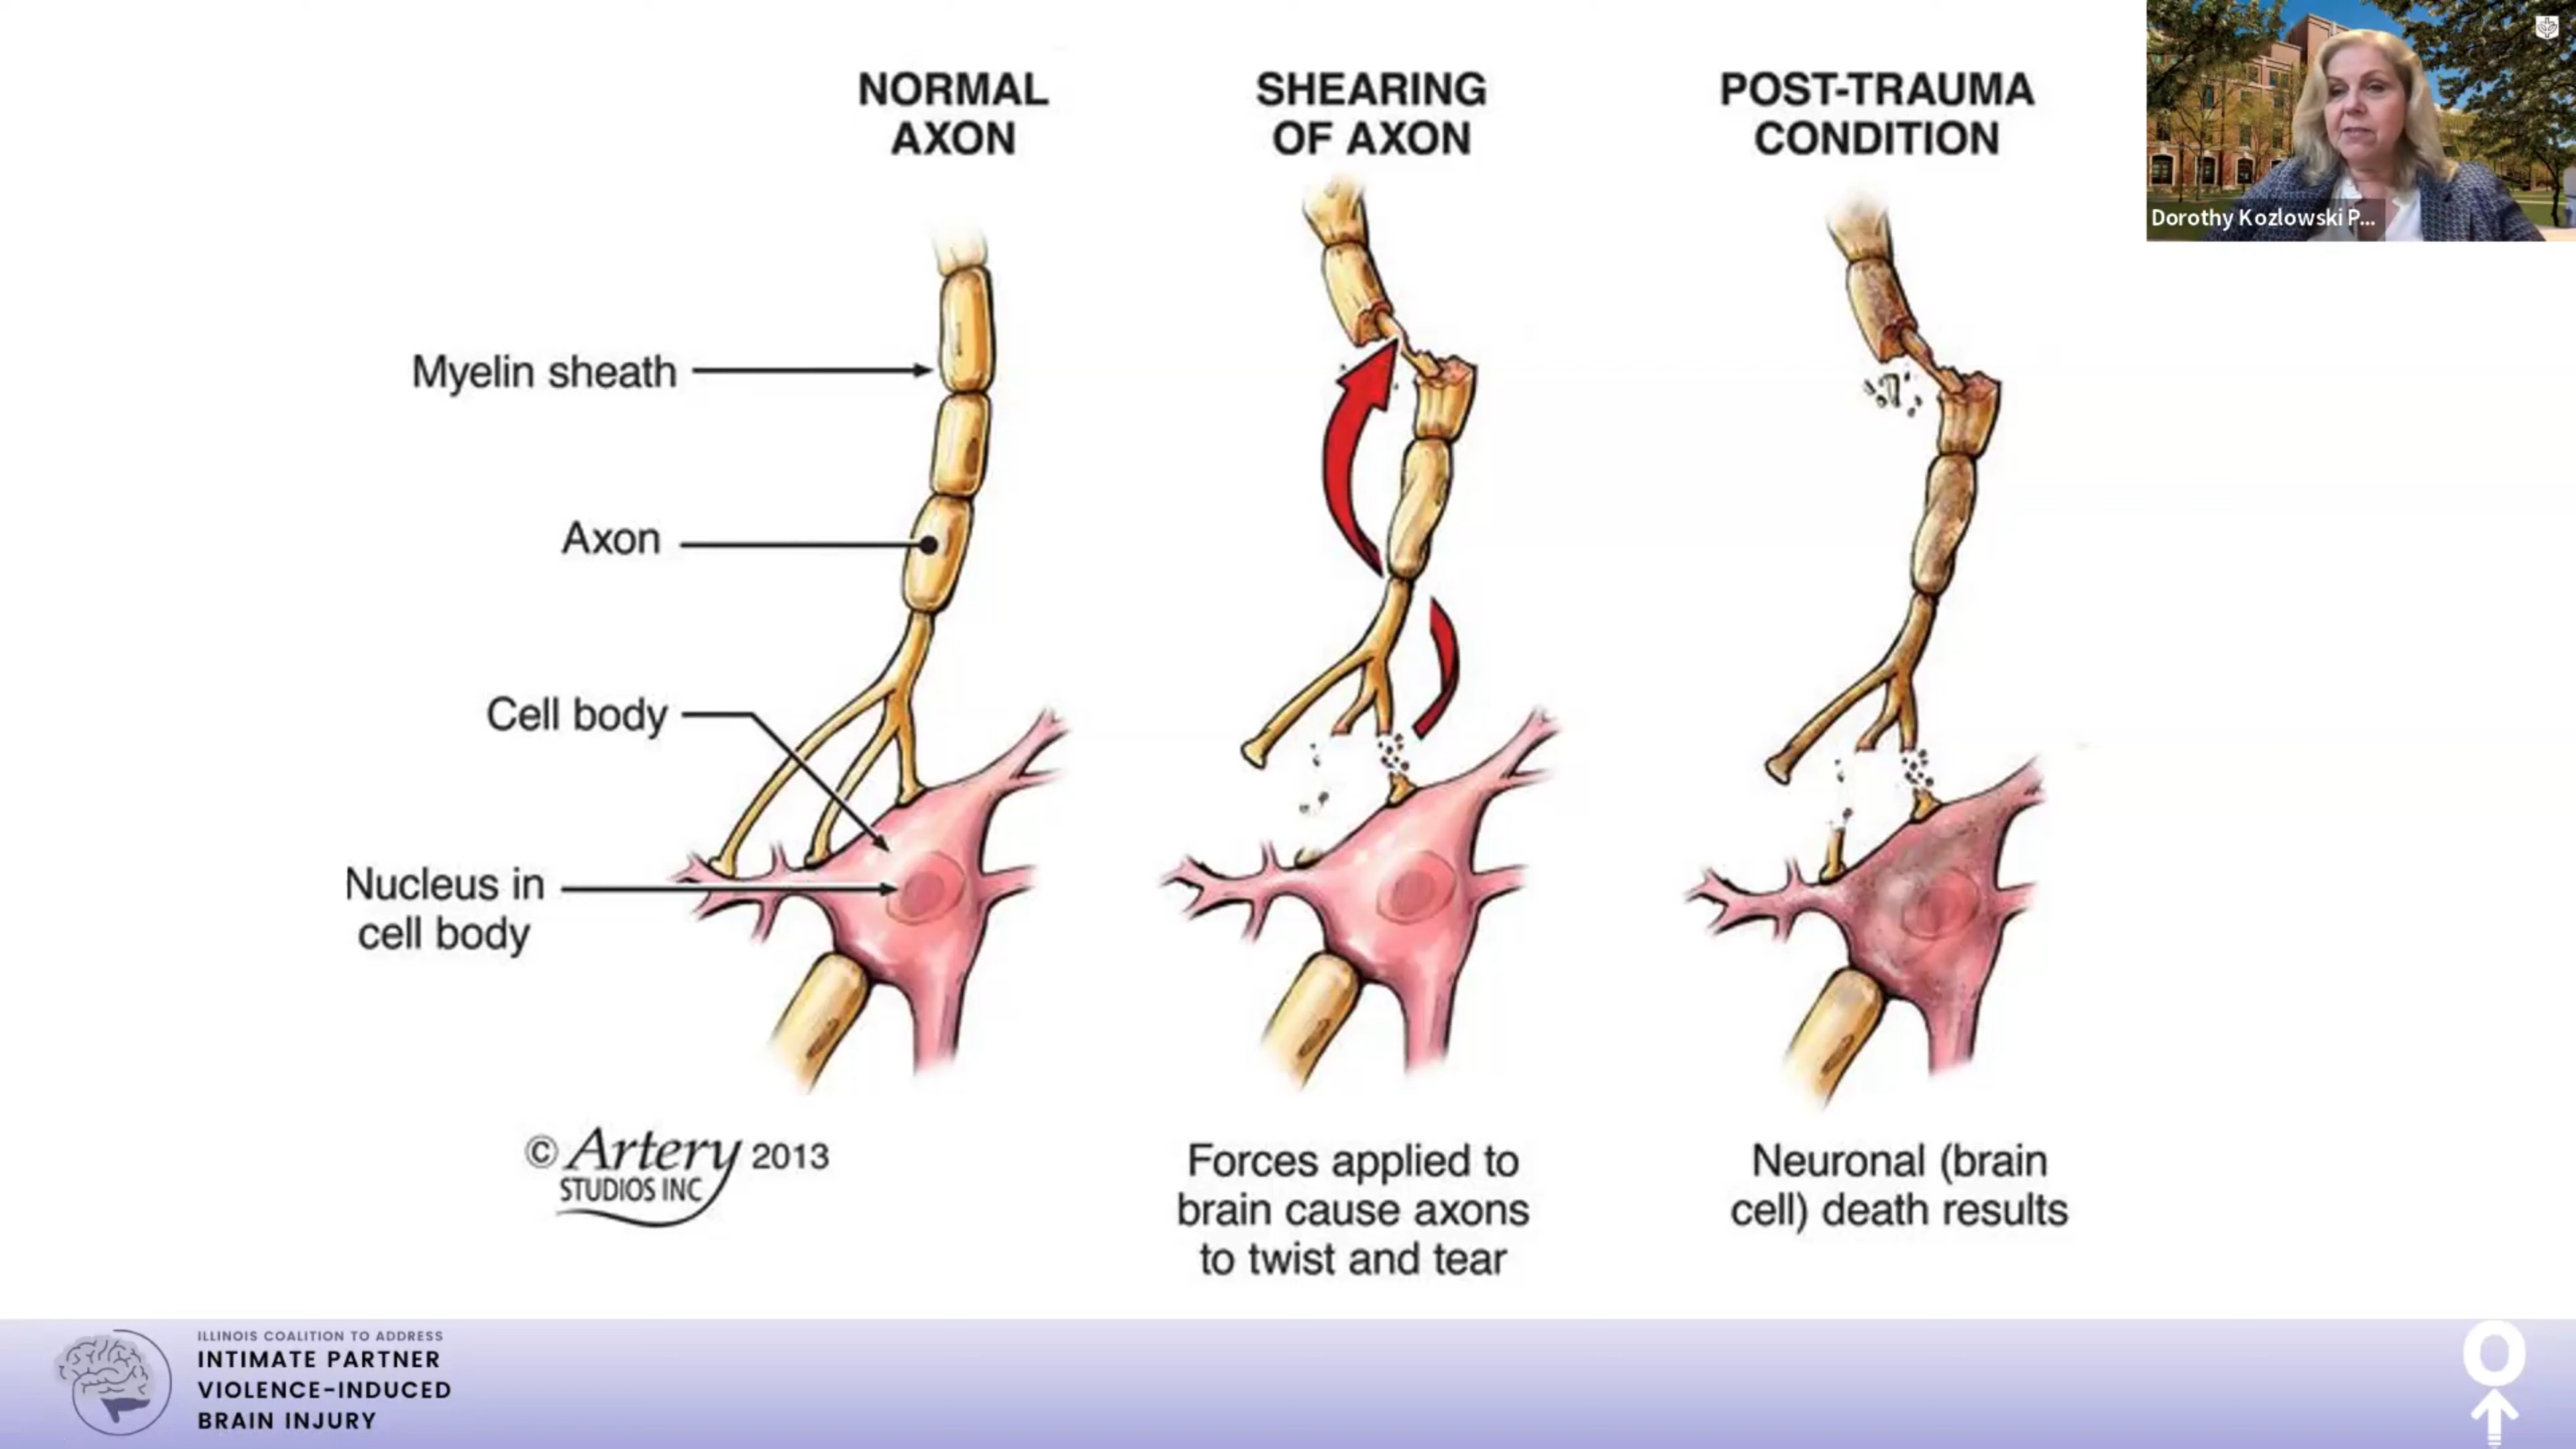 NORMAL
AXON
SHEARING
OF AXON
POST-TRAUMA
CONDITION
Dorothy Kozlowski P...
Myelin sheath
Axon
Cell body
Nucleus in
cell body
© Artery 2013
STUDIOS INC
Forces applied to
brain cause axons
to twist and tear
Neuronal (brain
cell) death results
ILLINOIS COALITION TO ADDRESS
INTIMATE PARTNER
VIOLENCE-INDUCED
BRAIN INJURY